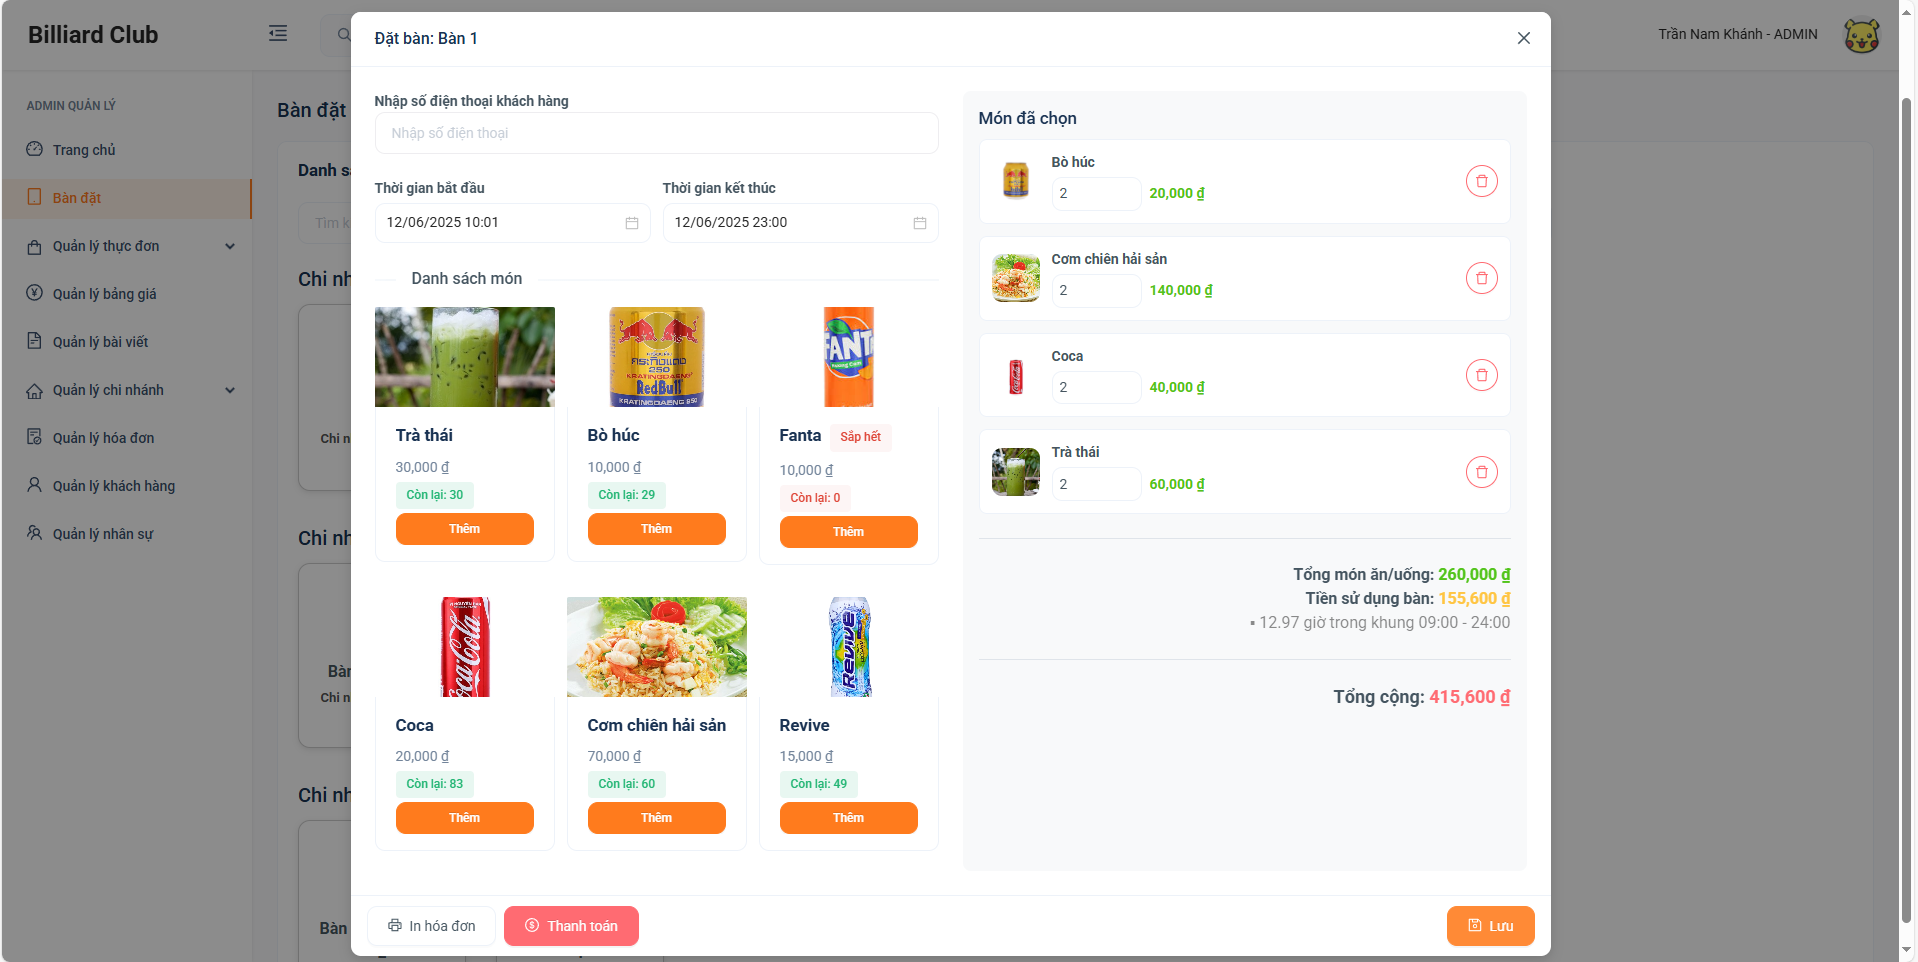 Billiard Club
Trần Nam Khánh - ADMIN
ADMIN QUẢN LÝ
Trang chủ
Bàn đặt
Quản lý thực đơn
Quản lý bảng giá
Quản lý bài viết
Quản lý chi nhánh
Quản lý hóa đơn
Quản lý khách hàng
Quản lý nhân sự
Bàn đặt
Danh
Tìm k
Chi nh
Chi n
Chi nh
Bàn
Chi n
Chi nh
Bàn
Đặt bàn: Bàn 1
Nhập số điện thoại khách hàng
Nhập số điện thoại
Thời gian bắt đầu
Thời gian kết thúc
12/06/2025 10:01
12/06/2025 23:00
Danh sách món
Trà thái
30,000 ₫
Còn lại: 30
Thêm
RedBull
KRATINGDAENG 250
Bò húc
10,000 ₫
Còn lại: 29
Thêm
FANT
Fanta
Sắp hết
10,000 ₫
Còn lại: 0
Thêm
Coca-Cola
Coca
20,000 ₫
Còn lại: 83
Thêm
Cơm chiên hải sản
70,000 ₫
Còn lại: 60
Thêm
REVIVE
Revive
15,000 ₫
Còn lại: 49
Thêm
Món đã chọn
Bò húc
2
20,000 ₫
Cơm chiên hải sản
2
140,000 ₫
Coca
2
40,000 ₫
Trà thái
2
60,000 ₫
Tổng món ăn/uống: 260,000 ₫
Tiền sử dụng bàn: 155,600 ₫
▪ 12.97 giờ trong khung 09:00 - 24:00
Tổng cộng: 415,600 ₫
In hóa đơn
Thanh toán
Lưu